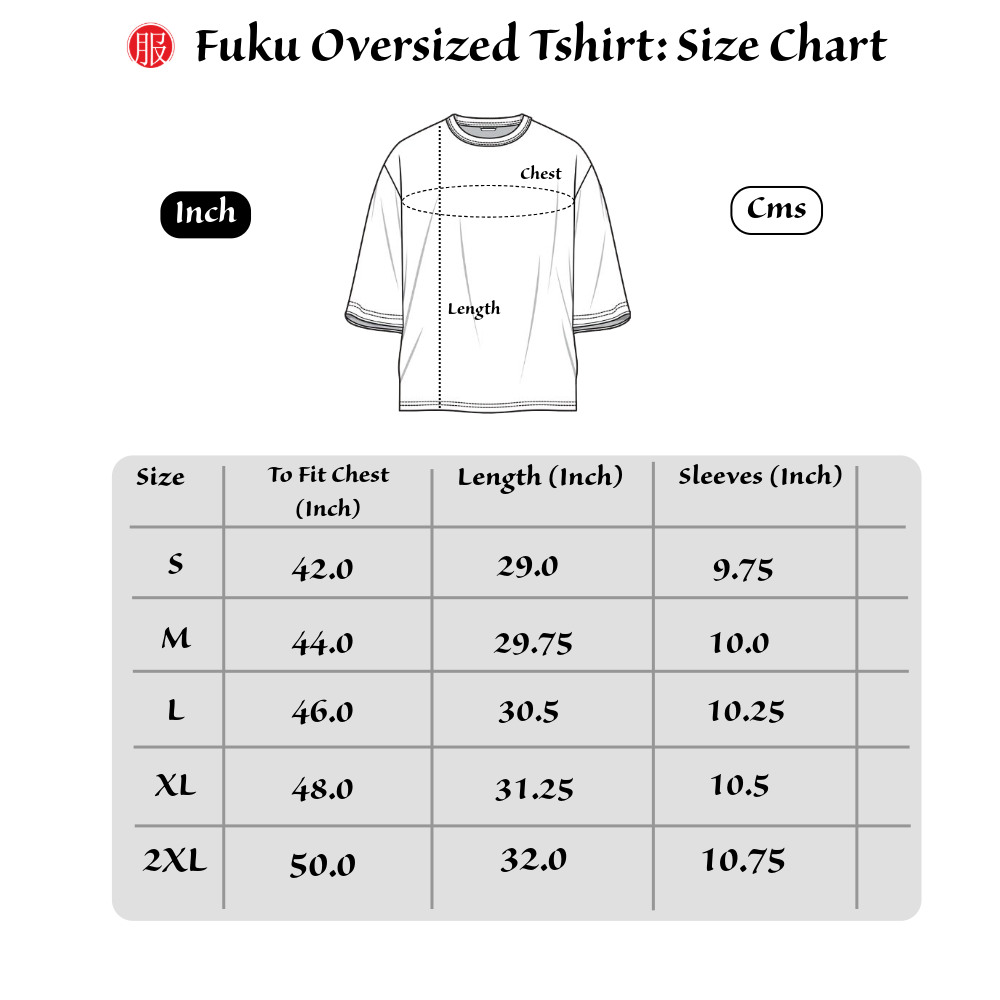 服 Fuku Oversized Tshirt: Size Chart
Chest
Inch
Cms
Length
Size To Fit Chest (Inch) Length (Inch) Sleeves (Inch)
S 42.0 29.0 9.75
M 44.0 29.75 10.0
L 46.0 30.5 10.25
XL 48.0 31.25 10.5
2XL 50.0 32.0 10.75